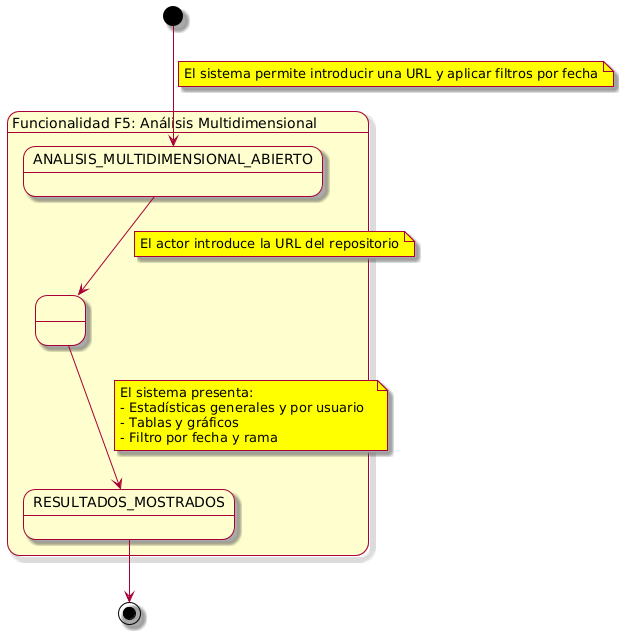 El sistema permite introducir una URL y aplicar filtros por fecha
Funcionalidad F5: Análisis Multidimensional
ANALISIS_MULTIDIMENSIONAL_ABIERTO
El actor introduce la URL del repositorio
El sistema presenta:
- Estadísticas generales y por usuario
- Tablas y gráficos
- Filtro por fecha y rama
RESULTADOS_MOSTRADOS